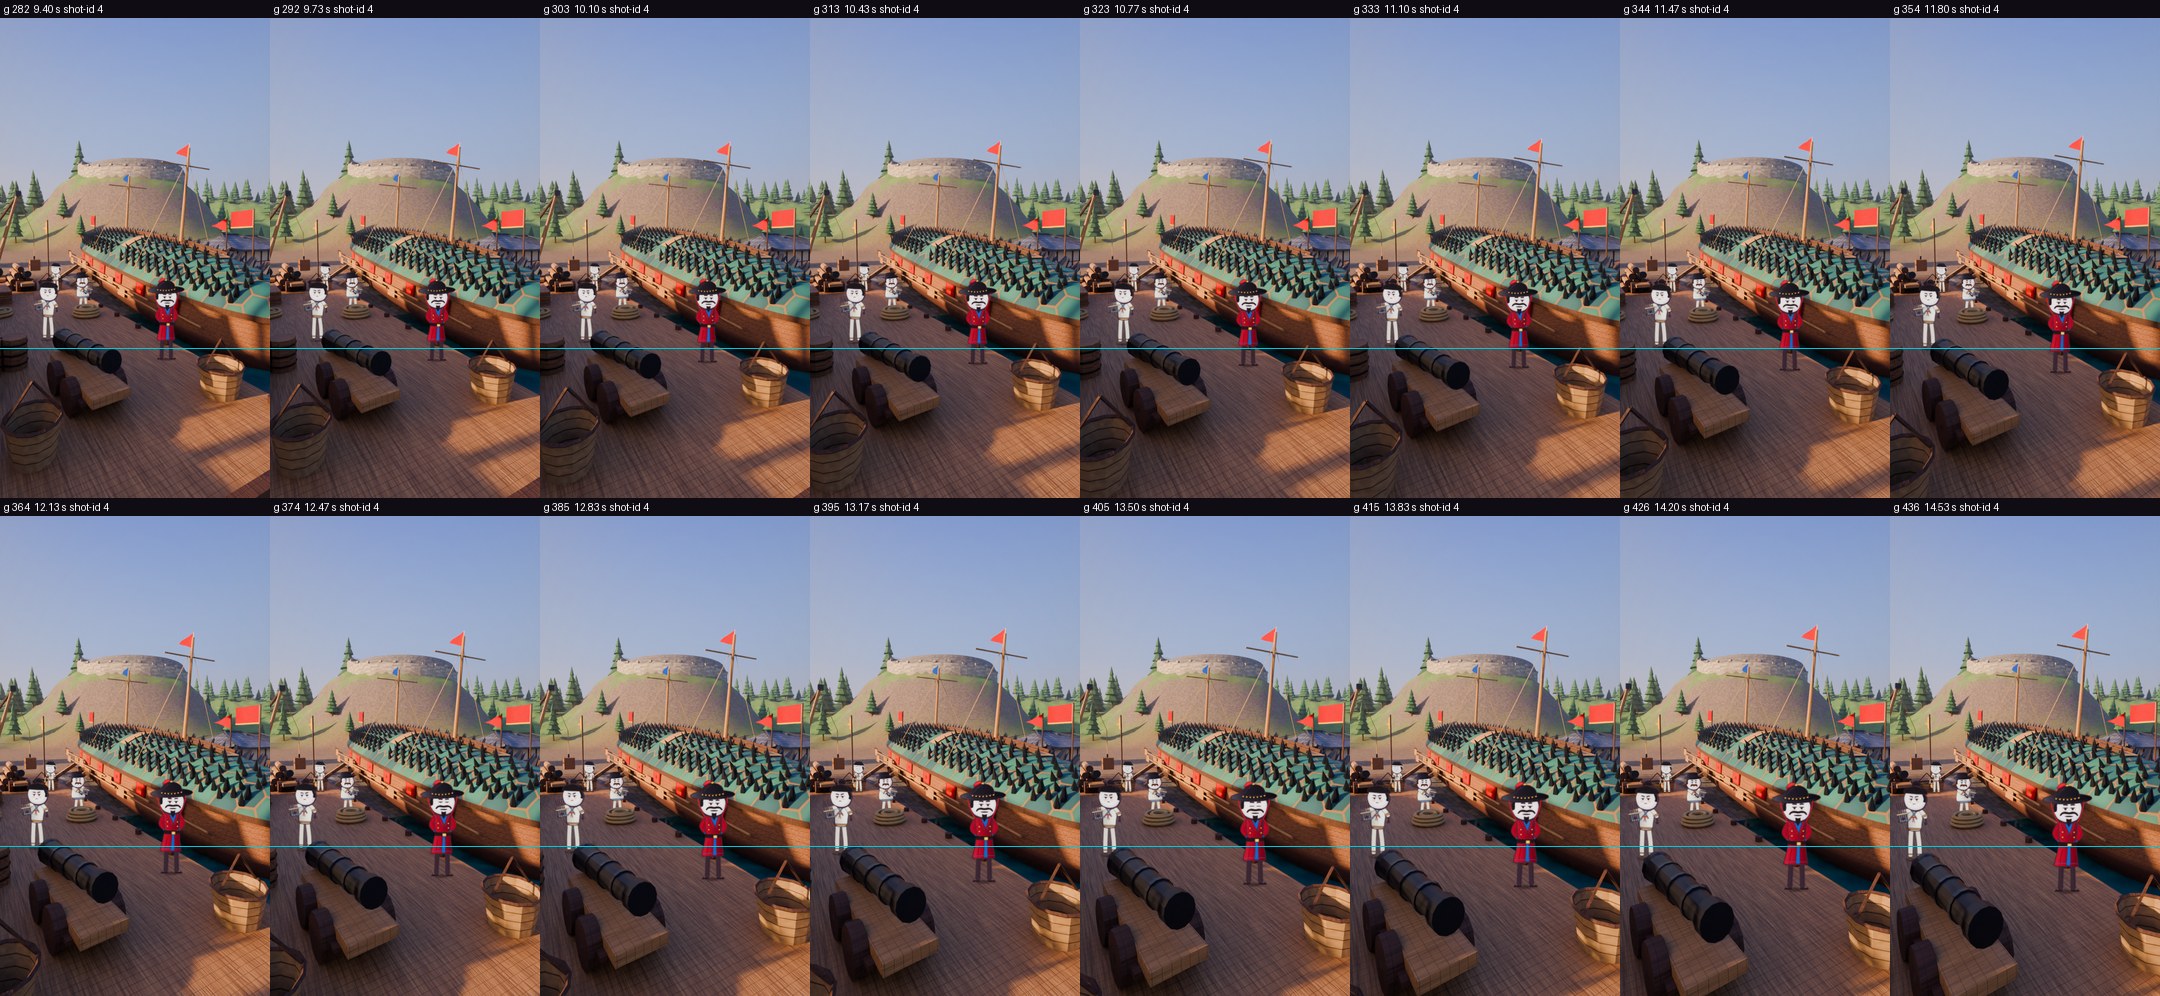 g 282 9.40 s shot-id 4
g 292 9.73 s shot-id 4
g 303 10.10 s shot-id 4
g 313 10.43 s shot-id 4
g 323 10.77 s shot-id 4
g 333 11.10 s shot-id 4
g 344 11.47 s shot-id 4
g 354 11.80 s shot-id 4
g 364 12.13 s shot-id 4
g 374 12.47 s shot-id 4
g 385 12.83 s shot-id 4
g 395 13.17 s shot-id 4
g 405 13.50 s shot-id 4
g 415 13.83 s shot-id 4
g 426 14.20 s shot-id 4
g 436 14.53 s shot-id 4